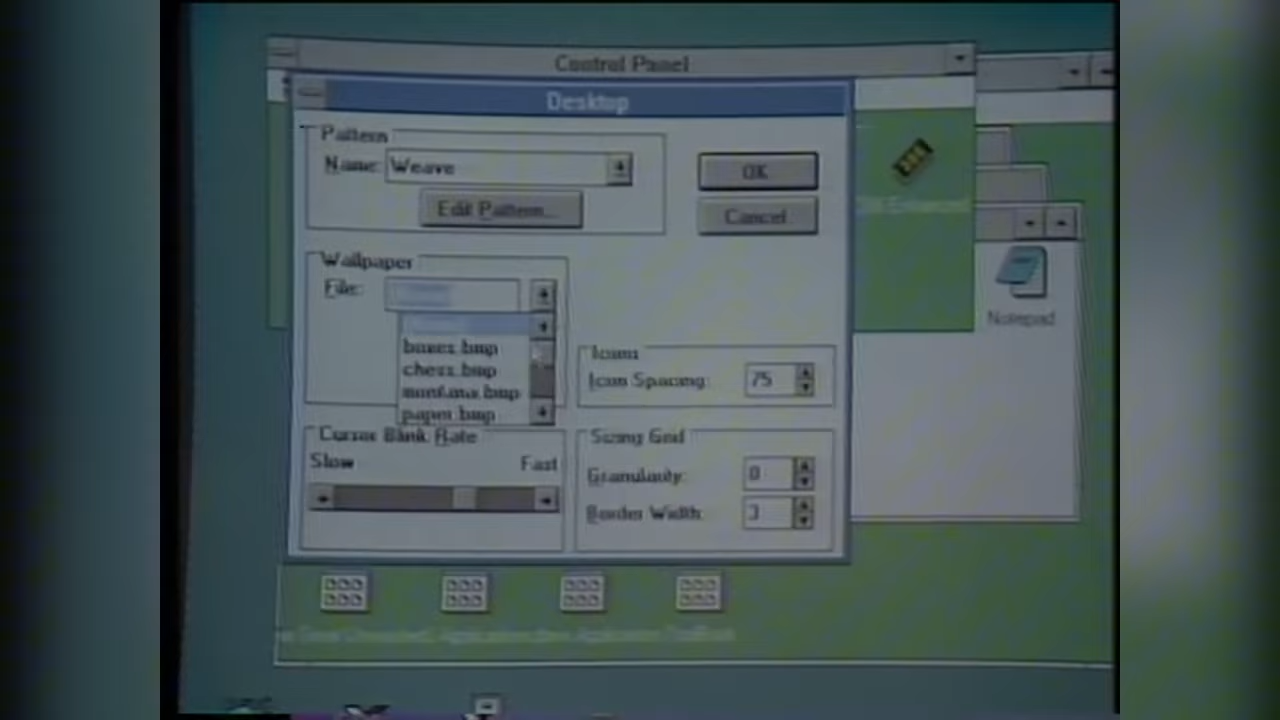 Control Panel
Desktop
Pattern
Name: Weave
OK
Edit Pattern...
Cancel
Wallpaper
File:
boxes.bmp
chess.bmp
montana.bmp
paper.bmp
Icons
Icon Spacing: 75
Notepad
Cursor Blink Rate
Slow Fast
Sizing Grid
Granularity: 0
Border Width: 3